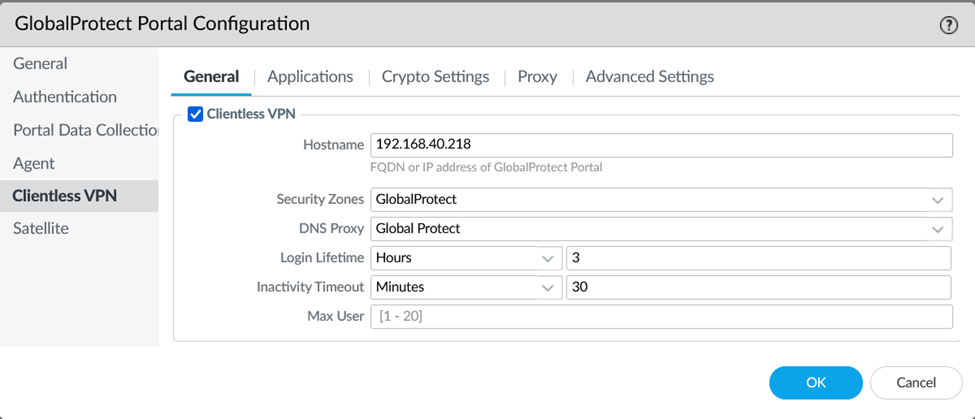 GlobalProtect Portal Configuration
General
Authentication
Portal Data Collectio
Agent
Clientless VPN
Satellite
General Applications Crypto Settings Proxy Advanced Settings
Clientless VPN
Hostname 192.168.40.218
FQDN or IP address of GlobalProtect Portal
Security Zones GlobalProtect
DNS Proxy Global Protect
Login Lifetime Hours 3
Inactivity Timeout Minutes 30
Max User [1 - 20]
OK Cancel